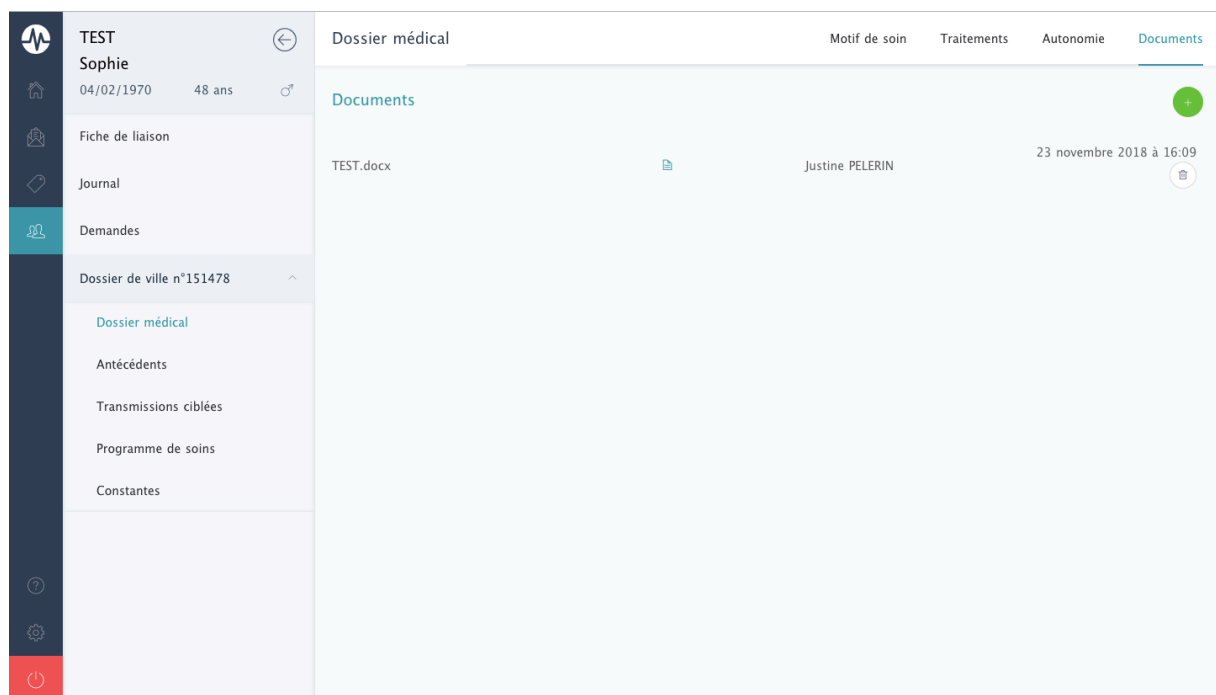 TEST
Sophie
04/02/1970 48 ans
Fiche de liaison
Journal
Demandes
Dossier de ville n°151478
Dossier médical
Antécédents
Transmissions ciblées
Programme de soins
Constantes
Dossier médical
Motif de soin Traitements Autonomie Documents
Documents
TEST.docx Justine PELERIN 23 novembre 2018 à 16:09